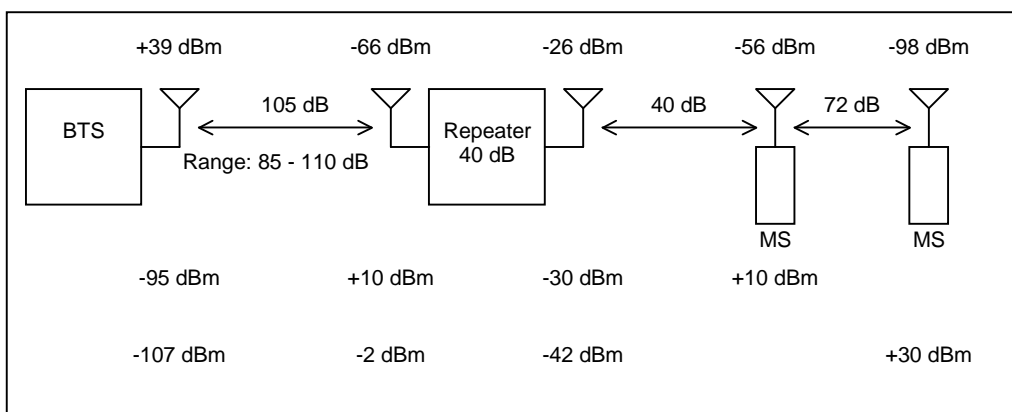 +39 dBm -66 dBm -26 dBm -56 dBm -98 dBm
105 dB 40 dB 72 dB
BTS Repeater
40 dB
Range: 85 - 110 dB
MS MS
-95 dBm +10 dBm -30 dBm +10 dBm
-107 dBm -2 dBm -42 dBm +30 dBm